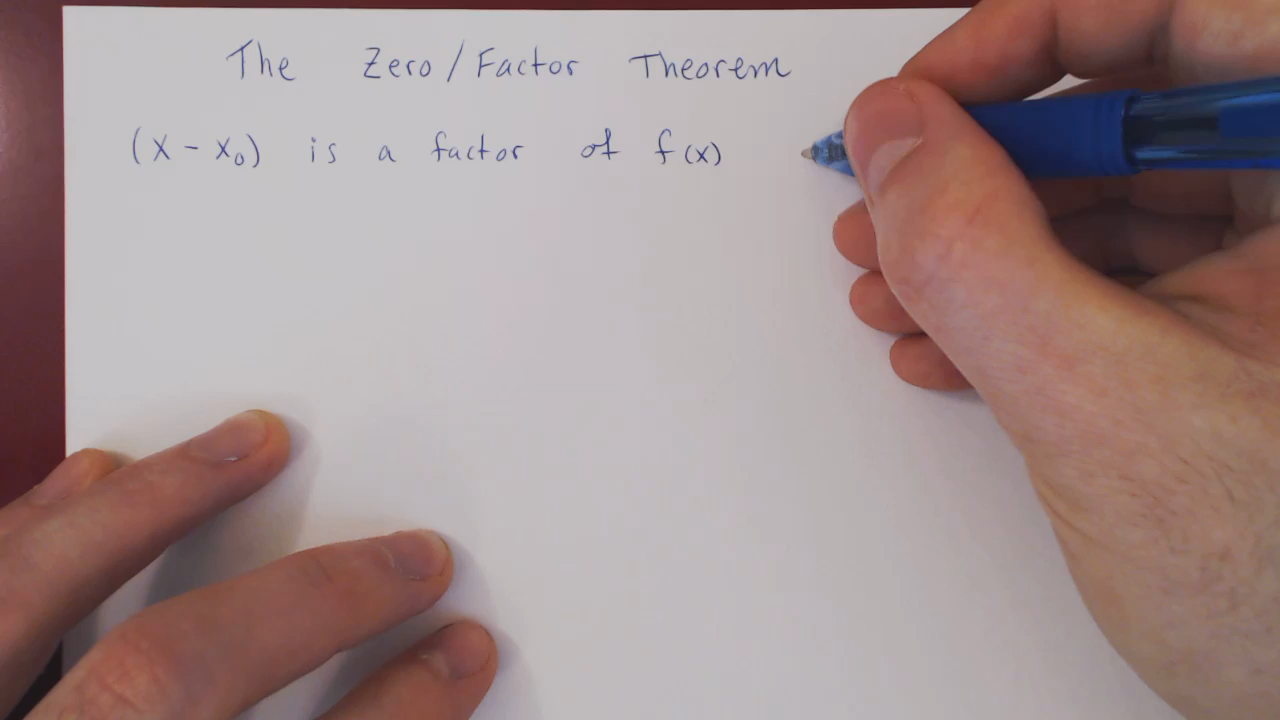 The Zero/Factor Theorem
(x - x₀) is a factor of f(x)